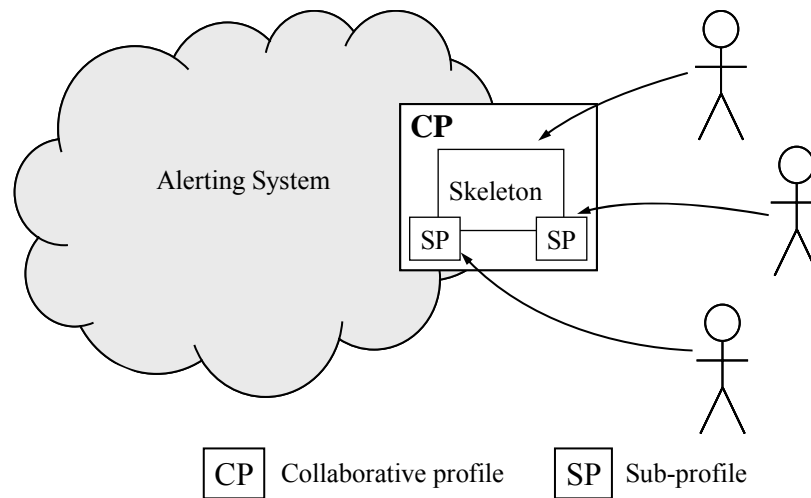 CP
Alerting System
Skeleton
SP
SP
CP Collaborative profile
SP Sub-profile